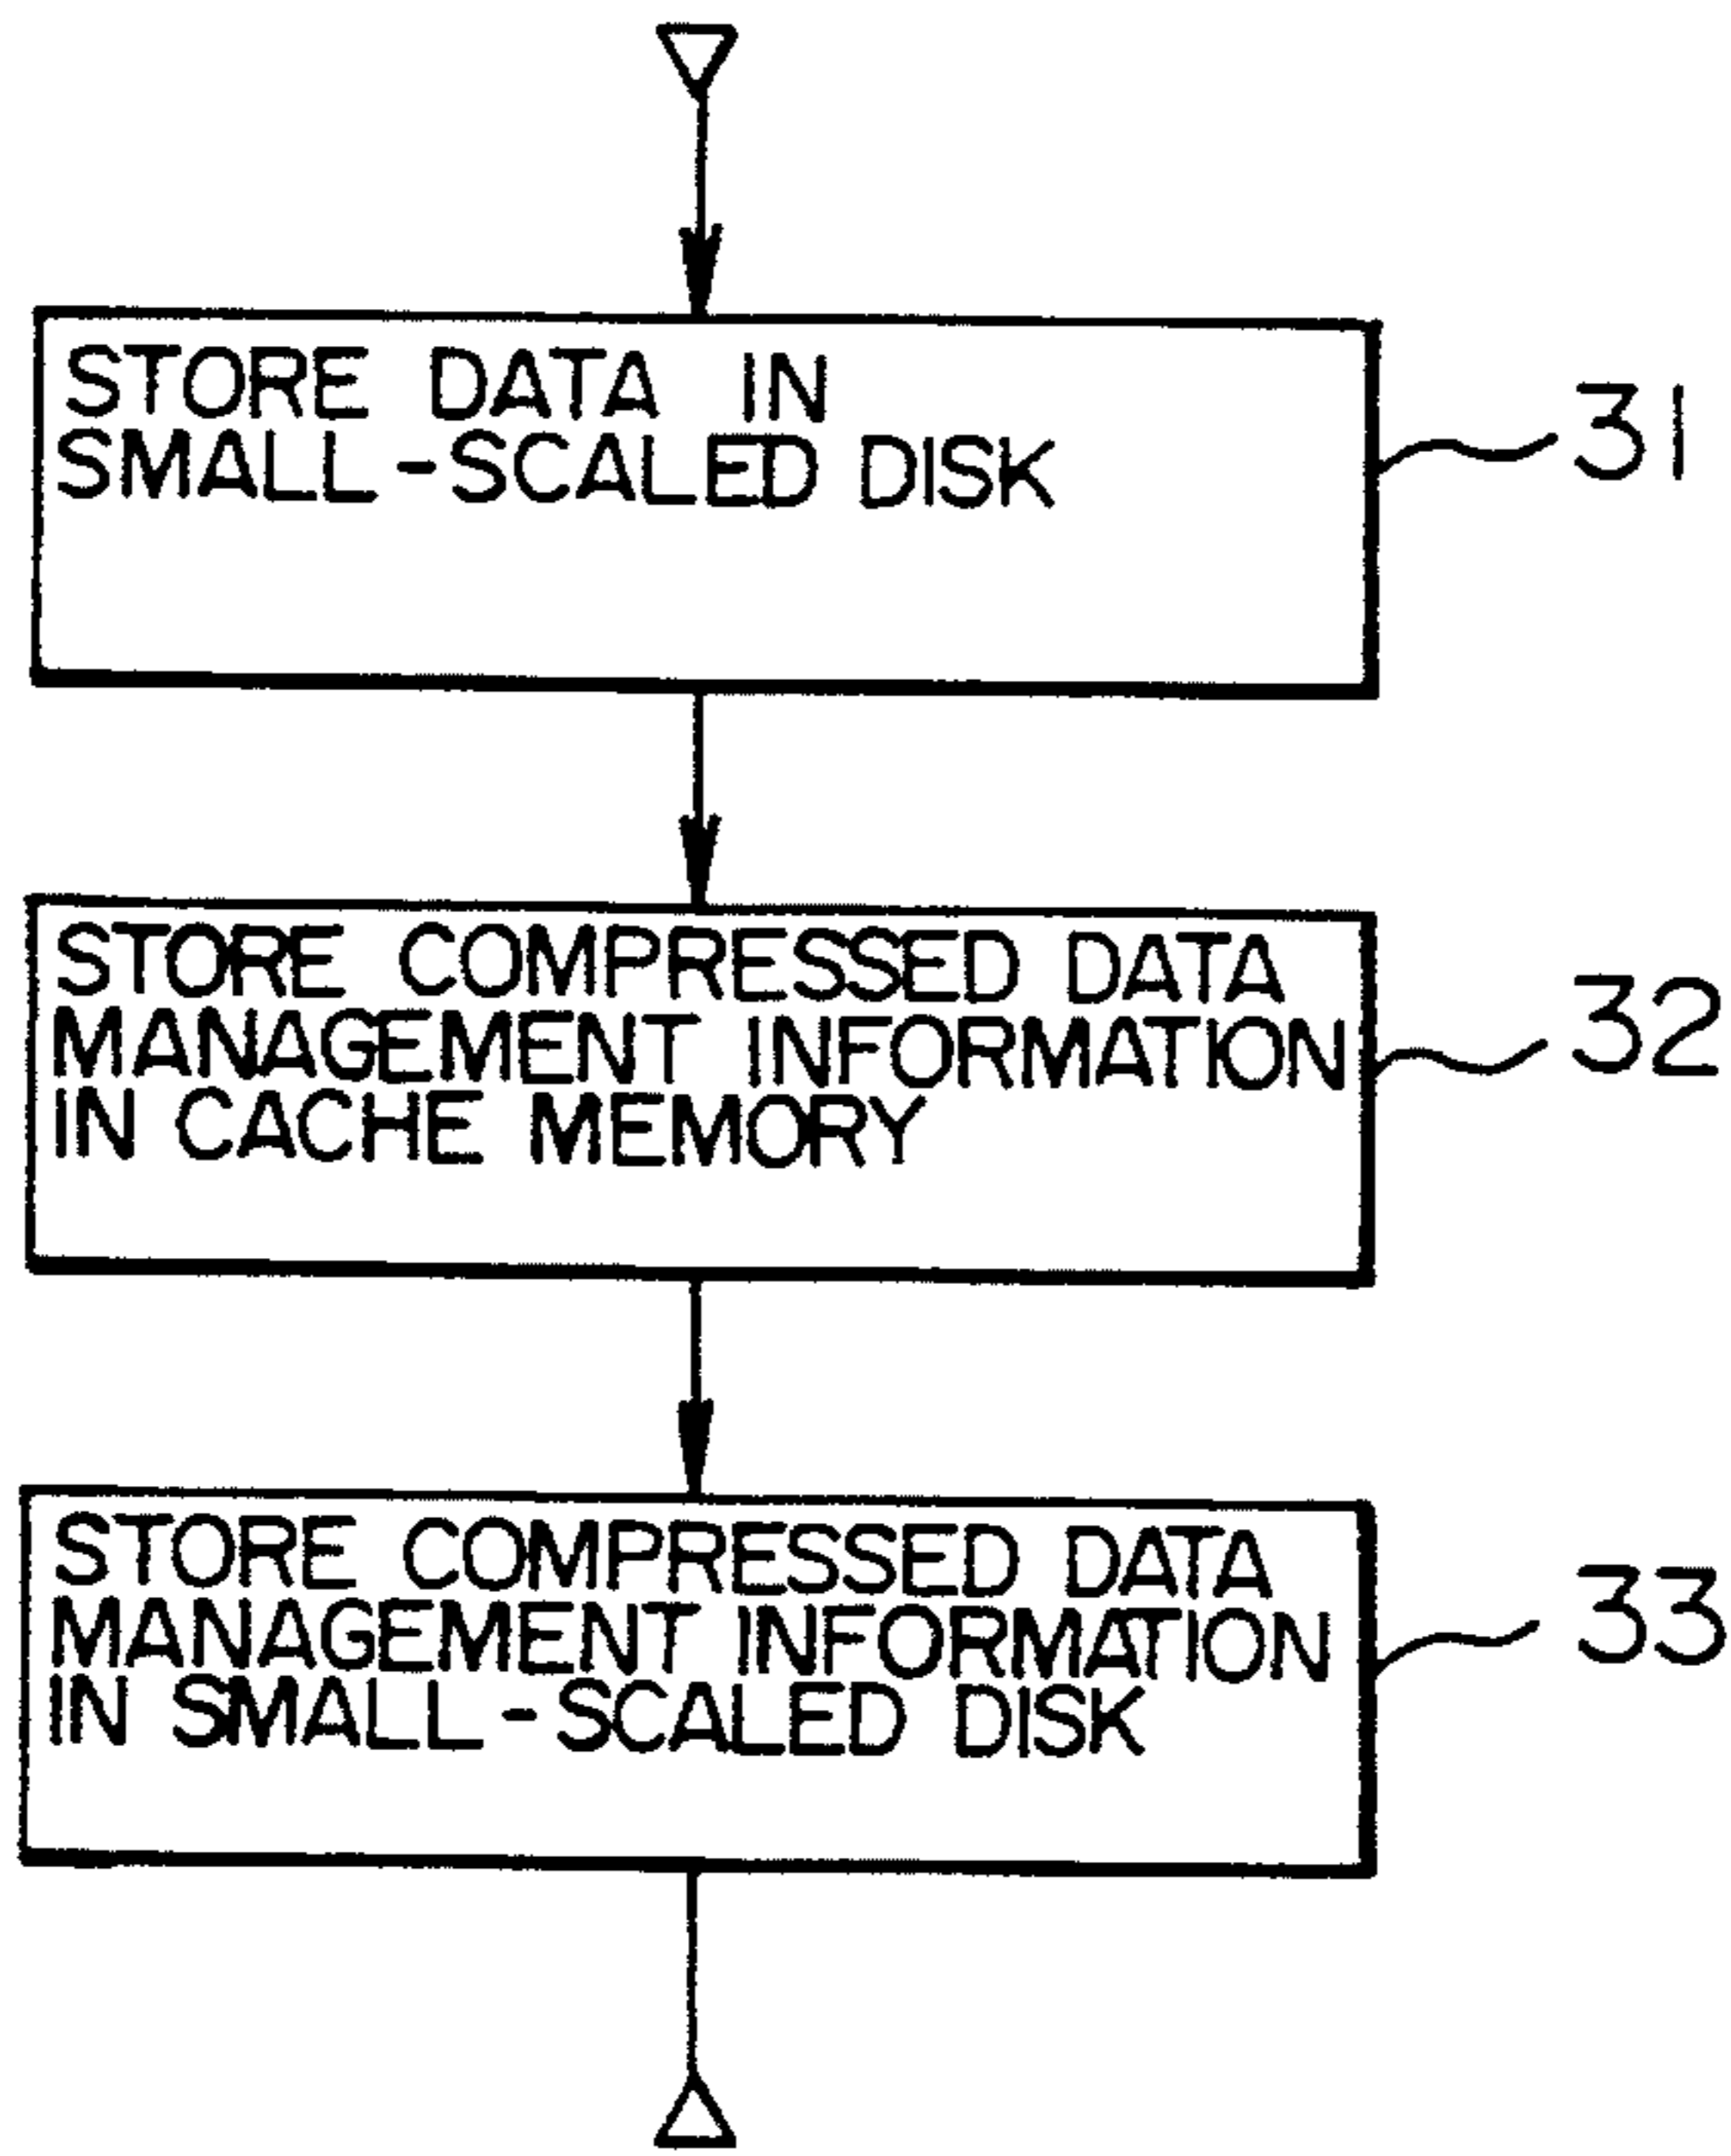 STORE DATA IN
SMALL-SCALED DISK
31
STORE COMPRESSED DATA
MANAGEMENT INFORMATION
IN CACHE MEMORY
32
STORE COMPRESSED DATA
MANAGEMENT INFORMATION
IN SMALL-SCALED DISK
33